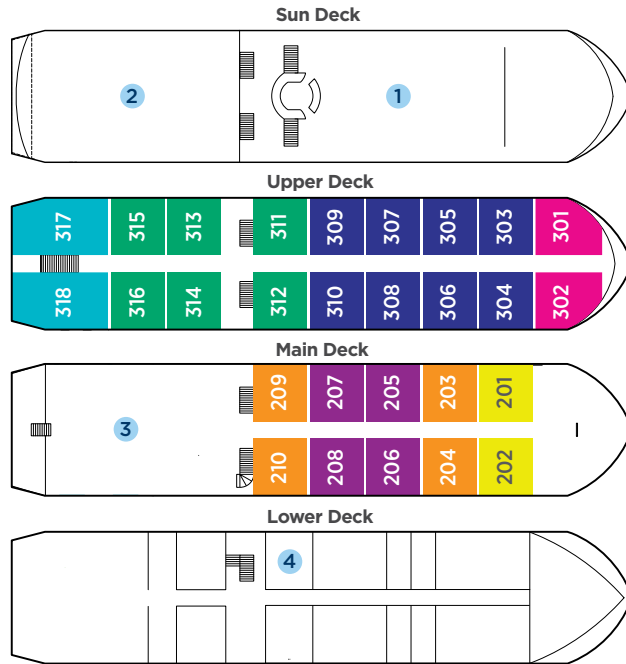 Sun Deck
2 1
Upper Deck
317 315 313 311 309 307 305 303 301
318 316 314 312 310 308 306 304 302
Main Deck
209 207 205 203 201
3
210 208 206 204 202
Lower Deck
4